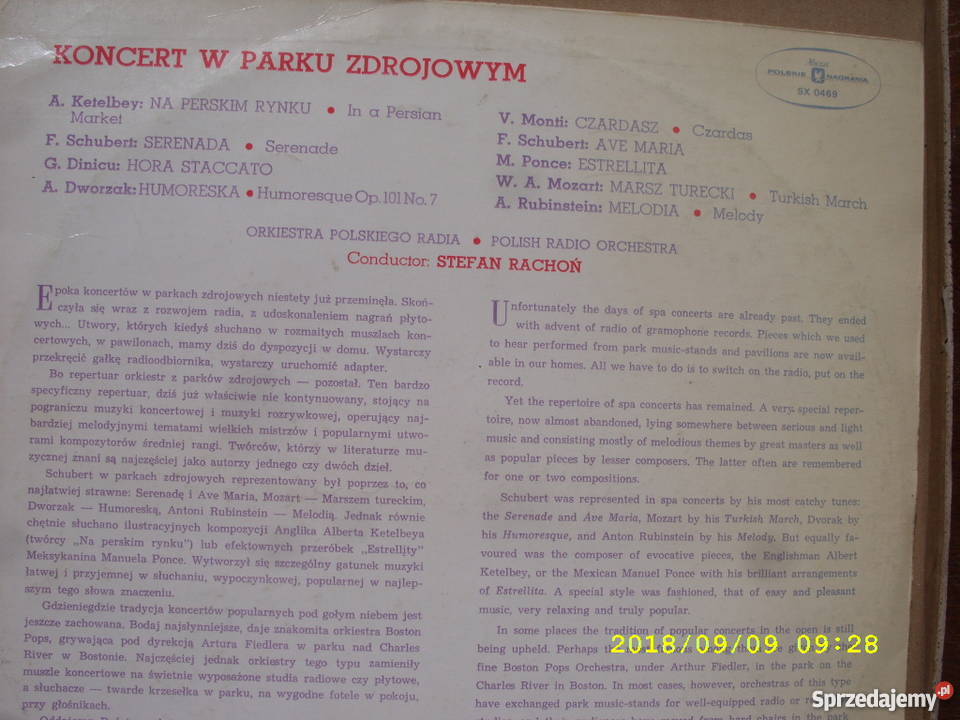 KONCERT W PARKU ZDROJOWYM
Muza
POLSKIE NAGRANIA
SX 0469
A. Ketelbey: NA PERSKIM RYNKU • In a Persian
Market
F. Schubert: SERENADA • Serenade
G. Dinicu: HORA STACCATO
A. Dworzak: HUMORESKA • Humoresque Op. 101 No. 7
V. Monti: CZARDASZ • Czardas
F. Schubert: AVE MARIA
M. Ponce: ESTRELLITA
W. A. Mozart: MARSZ TURECKI • Turkish March
A. Rubinstein: MELODIA • Melody
ORKIESTRA POLSKIEGO RADIA • POLISH RADIO ORCHESTRA
Conductor: STEFAN RACHOŃ
Epoka koncertów w parkach zdrojowych niestety już przeminęła. Skoń-
czyła się wraz z rozwojem radia, z udoskonaleniem nagrań płyto-
wych... Utwory, których kiedyś słuchano w rozmaitych muszlach kon-
certowych, w pawilonach, mamy dziś do dyspozycji w domu. Wystarczy
przekręcić gałkę radioodbiornika, wystarczy uruchomić adapter.
Bo repertuar orkiestr z parków zdrojowych — pozostał. Ten bardzo
specyficzny repertuar, dziś już właściwie nie kontynuowany, stojący na
pograniczu muzyki koncertowej i muzyki rozrywkowej, operujący naj-
bardziej melodyjnymi tematami wielkich mistrzów i popularnymi utwo-
rami kompozytorów średniej rangi. Twórców, którzy w literaturze mu-
zycznej znani są najczęściej jako autorzy jednego czy dwóch dzieł.
Schubert w parkach zdrojowych reprezentowany był poprzez to, co
najłatwiej strawne: Serenadę i Ave Maria, Mozart — Marszem tureckim,
Dworzak — Humoreską, Antoni Rubinstein — Melodią. Jednak równie
chętnie słuchano ilustracyjnych kompozycji Anglika Alberta Ketelbeya
(twórcy „Na perskim rynku") lub efektownych przeróbek „Estrellity"
Meksykanina Manuela Ponce. Wytworzył się szczególny gatunek muzyki
łatwej i przyjemnej w słuchaniu, wypoczynkowej, popularnej w najlep-
szym tego słowa znaczeniu.
Gdzieniegdzie tradycja koncertów popularnych pod gołym niebem jest
jeszcze zachowana. Bodaj najsłynniejsze, daje znakomita orkiestra Boston
Pops, grywająca pod dyrekcją Artura Fiedlera w parku nad Charles
River w Bostonie. Najczęściej jednak orkiestry tego typu zamieniły
muszle koncertowe na świetnie wyposażone studia radiowe czy płytowe,
a słuchacze — twarde krzesełka w parku, na wygodne fotele w pokoju,
przy głośnikach.
Unfortunately the days of spa concerts are already past. They ended
with advent of radio of gramophone records. Pieces which we used
to hear performed from park music-stands and pavilions are now avail-
able in our homes. All we have to do is to switch on the radio, put on the
record.
Yet the repertoire of spa concerts has remained. A very special reper-
toire, now almost abandoned, lying somewhere between serious and light
music and consisting mostly of melodious themes by great masters as well
as popular pieces by lesser composers. The latter often are remembered
for one or two compositions.
Schubert was represented in spa concerts by his most catchy tunes:
the Serenade and Ave Maria, Mozart by his Turkish March, Dvorak by
his Humoresque, and Anton Rubinstein by his Melody. But equally fa-
voured was the composer of evocative pieces, the Englishman Albert
Ketelbey, or the Mexican Manuel Ponce with his brilliant arrangements
of Estrellita. A special style was fashioned, that of easy and pleasant
music, very relaxing and truly popular.
In some places the tradition of popular concerts in the open is still
being upheld. Perhaps the
fine Boston Pops Orchestra, under Arthur Fiedler, in the park on the
Charles River in Boston. In most cases, however, orchestras of this type
have exchanged park music-stands for well-equipped radio or
2018/09/09 09:28
Sprzedajemy.pl